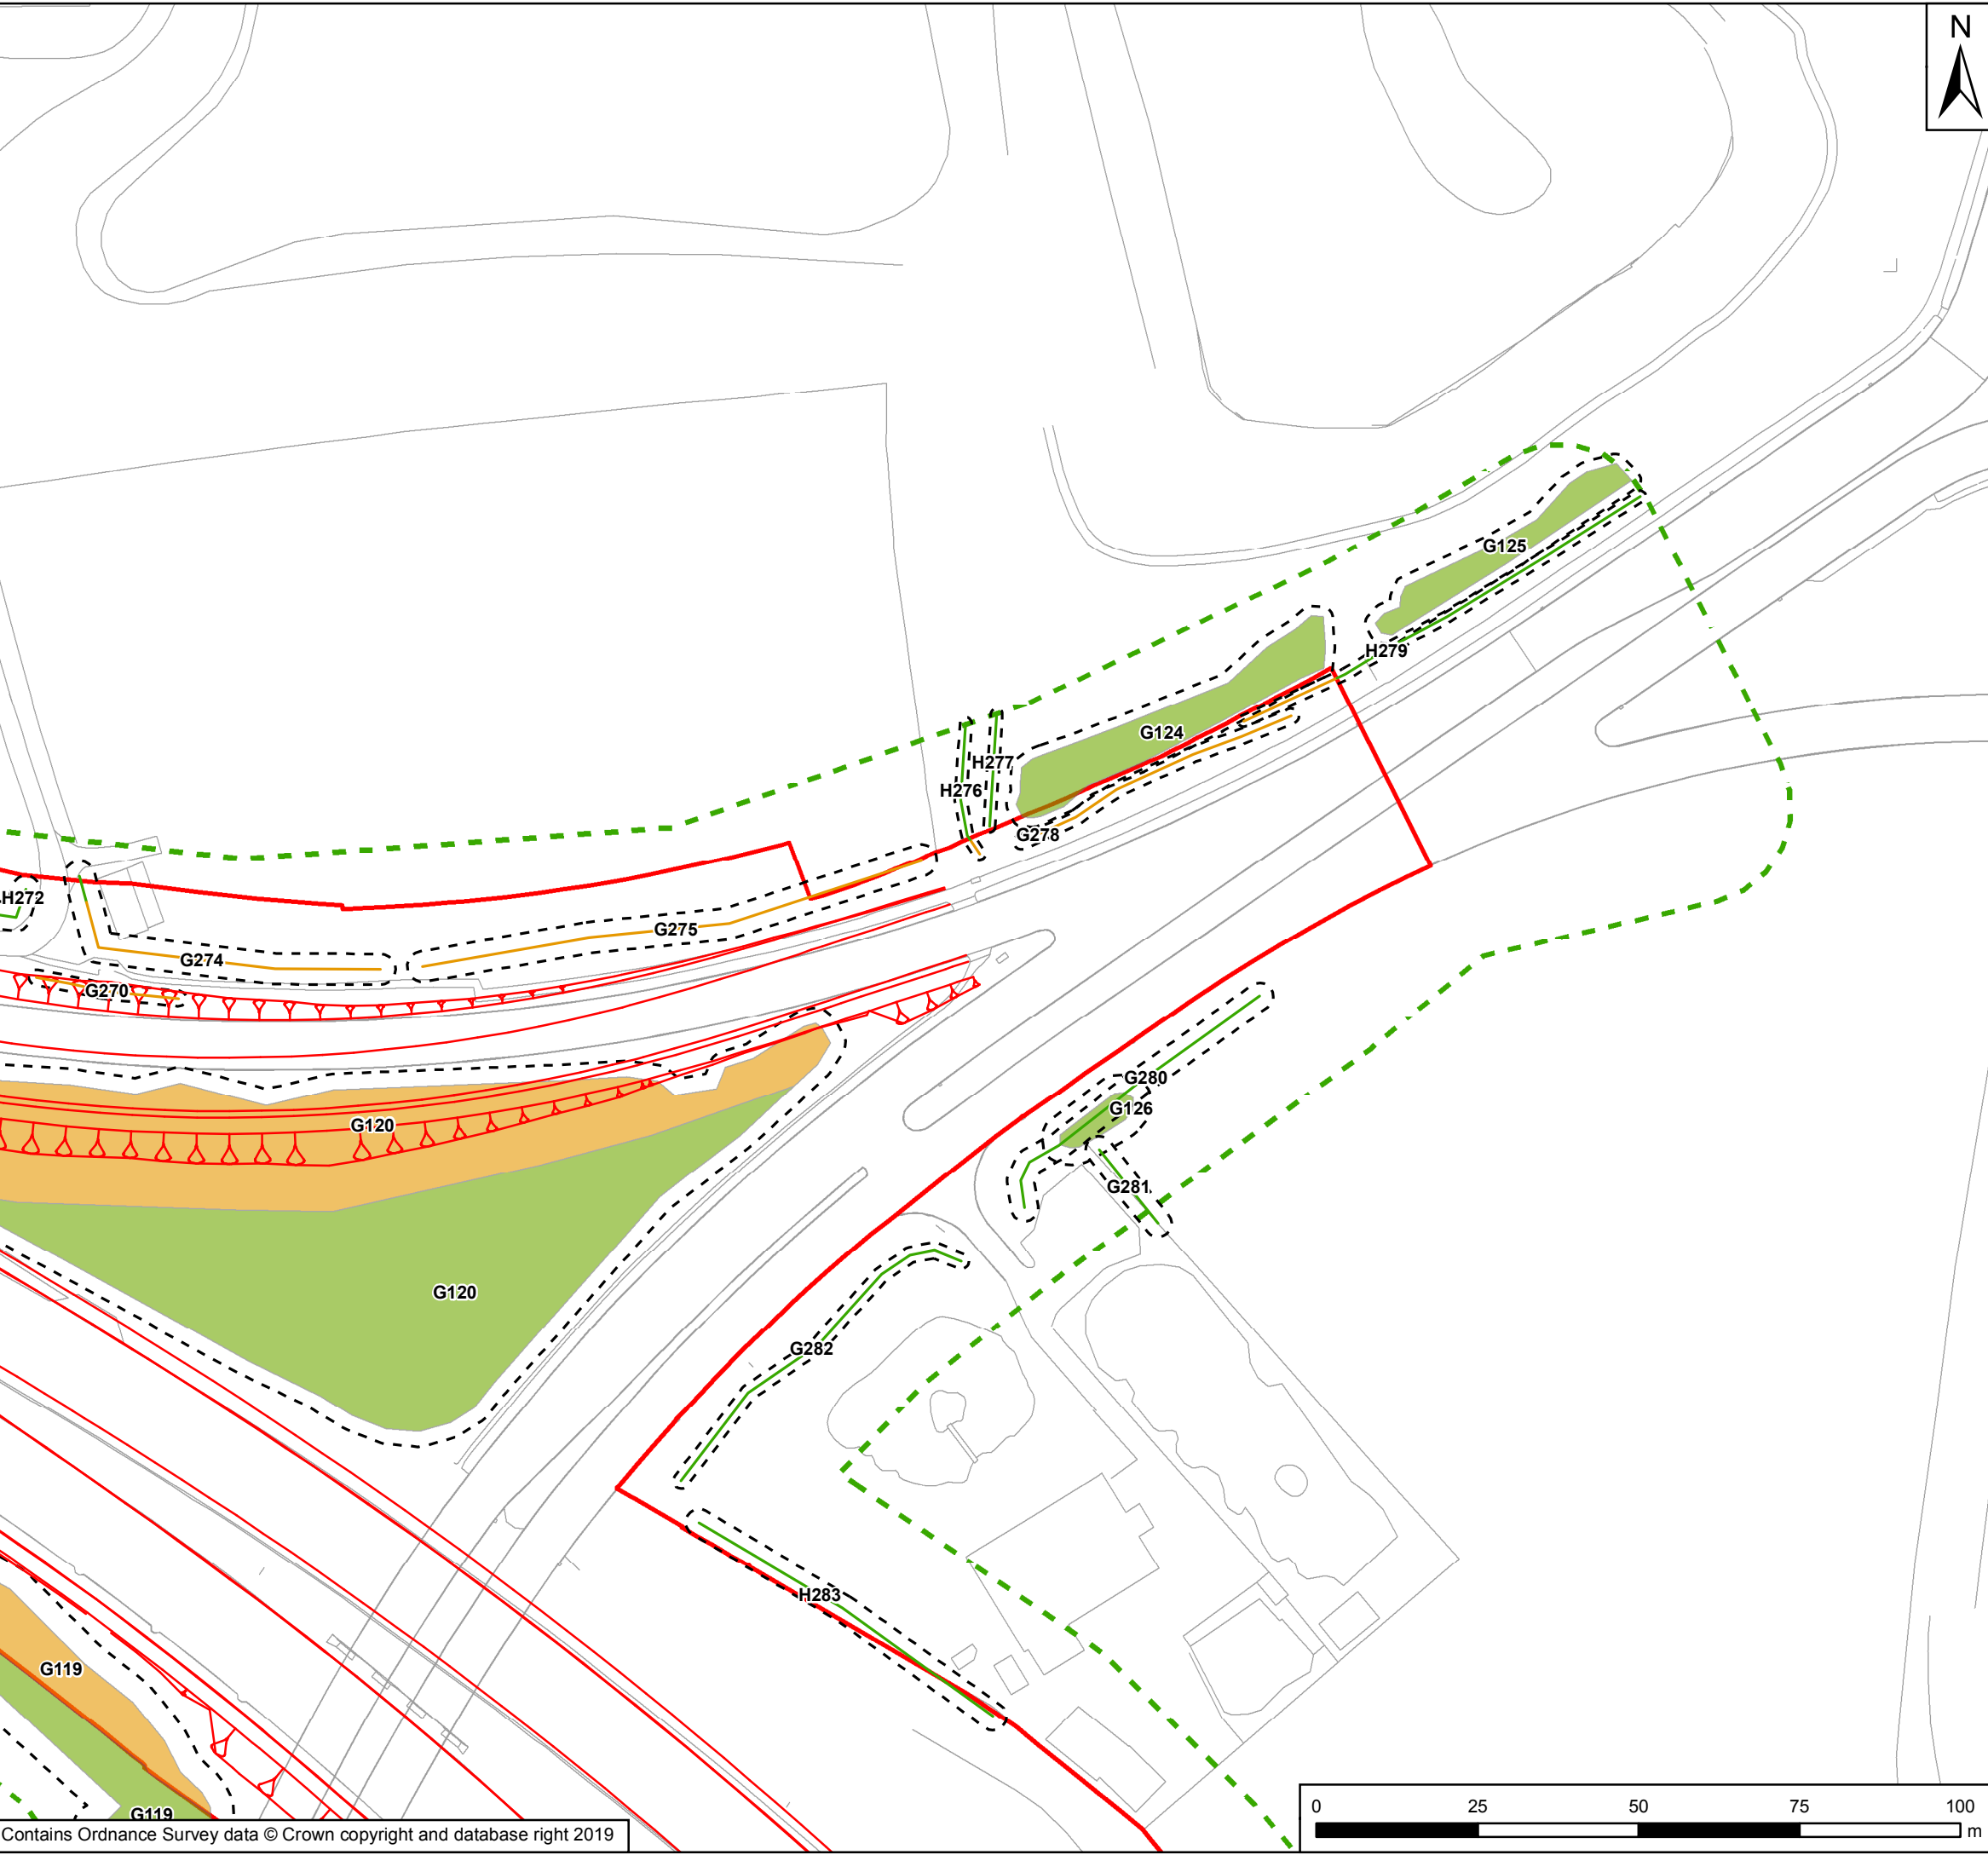 N
G125
H279
G124
H277
H276
G278
H272
G275
G274
G270
G280
G126
G120
G281
G120
G282
H283
G119
G119
0 25 50 75 100
m
Contains Ordnance Survey data © Crown copyright and database right 2019